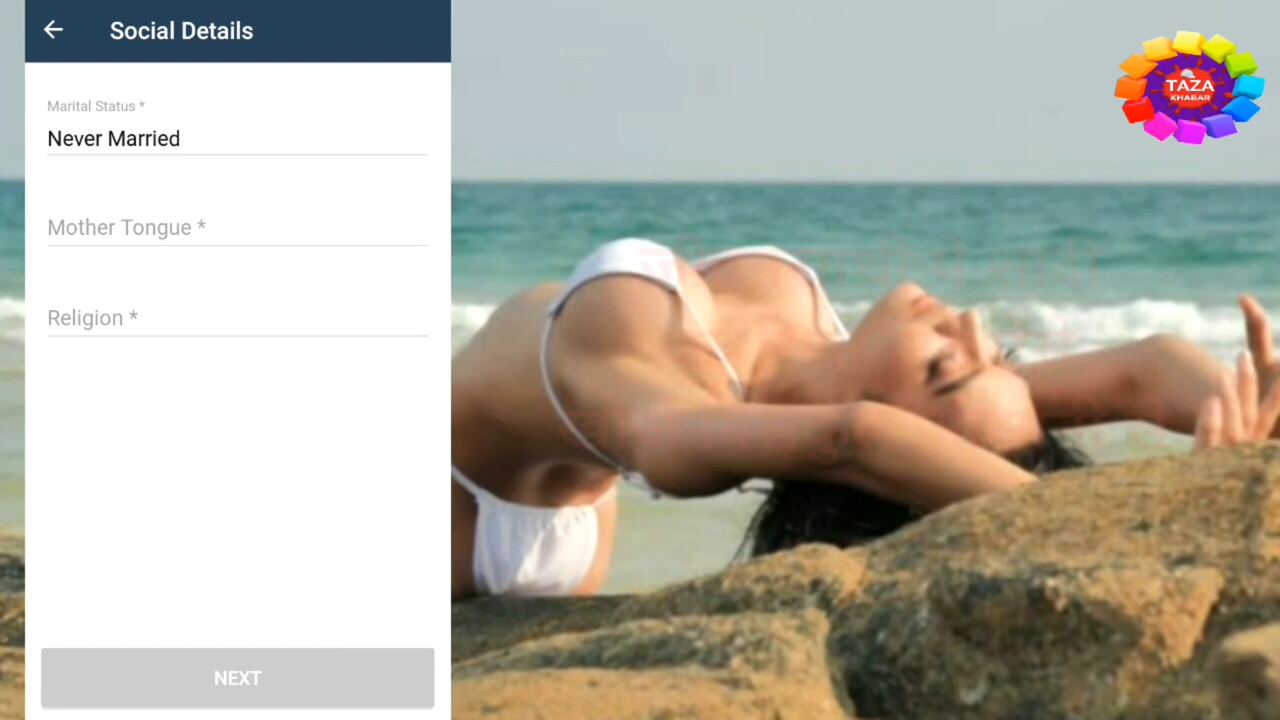 Social Details
Marital Status *
Never Married
Mother Tongue *
Religion *
NEXT
TAZA
KHABAR